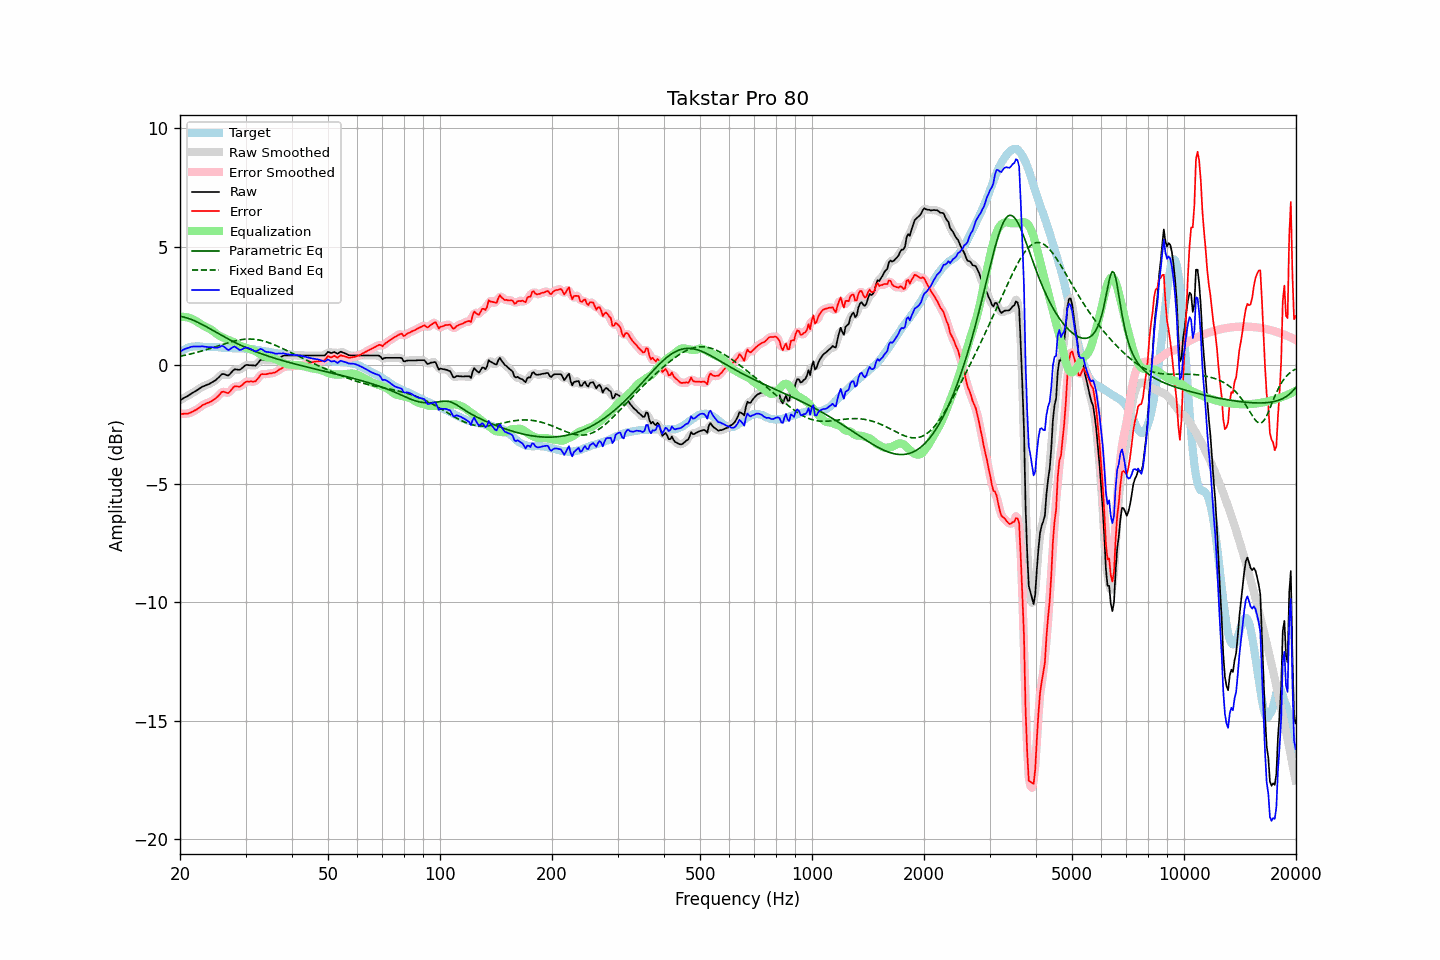 Takstar Pro 80
10
5
0
−5
−10
−15
−20
Amplitude (dBr)
Target
Raw Smoothed
Error Smoothed
Raw
Error
Equalization
Parametric Eq
Fixed Band Eq
Equalized
20 50 100 200 500 1000 2000 5000 10000 20000
Frequency (Hz)